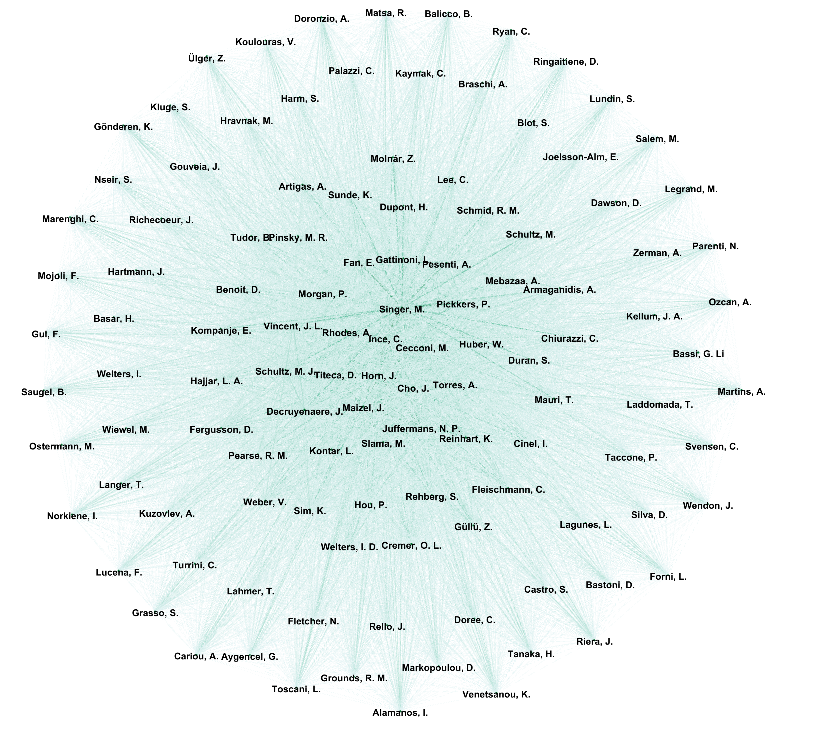 Matsa, R.
Balicco, B.
Doronzio, A.
Ryan, C.
Koulouras, V.
Ülger, Z.
Ringaitiene, D.
Palazzi, C.
Kaymak, C.
Braschi, A.
Harm, S.
Lundin, S.
Kluge, S.
Hravnak, M.
Blot, S.
Gönderen, K.
Salem, M.
Molnár, Z.
Joelsson-Alm, E.
Gouveia, J.
Nseir, S.
Lee, C.
Artigas, A.
Legrand, M.
Sunde, K.
Dawson, D.
Dupont, H.
Schmid, R. M.
Marenghi, C.
Richecoeur, J.
Schultz, M.
Tudor, B.
Pinsky, M. R.
Parenti, N.
Zerman, A.
Gattinoni, L.
Fan, E.
Pesenti, A.
Hartmann, J.
Mojoli, F.
Mebazaa, A.
Benoit, D.
Armaganidis, A.
Morgan, P.
Ozcan, A.
Pickkers, P.
Singer, M.
Kellum, J. A.
Basar, H.
Vincent, J. L.
Kompanje, E.
Rhodes, A.
Gul, F.
Ince, C.
Chiurazzi, C.
Huber, W.
Cecconi, M.
Bassi, G. Li
Duran, S.
Schultz, M. J.
Welters, I.
Titeca, D.
Horn, J.
Hajjar, L. A.
Torres, A.
Cho, J.
Saugel, B.
Martins, A.
Mauri, T.
Laddomada, T.
Maizel, J.
Decruyenaere, J.
Wiewel, M.
Fergusson, D.
Juffermans, N. P.
Reinhart, K.
Slama, M.
Cinel, I.
Ostermann, M.
Svensen, C.
Kontar, L.
Pearse, R. M.
Taccone, P.
Langer, T.
Fleischmann, C.
Rehberg, S.
Weber, V.
Hou, P.
Wendon, J.
Sim, K.
Kuzovlev, A.
Silva, D.
Norkiene, I.
Lagunes, L.
Güllü, Z.
Welters, I. D.
Cremer, O. L.
Turrini, C.
Lucena, F.
Forni, L.
Bastoni, D.
Castro, S.
Lahmer, T.
Grasso, S.
Doree, C.
Fletcher, N.
Rello, J.
Riera, J.
Tanaka, H.
Cariou, A.
Aygencel, G.
Markopoulou, D.
Grounds, R. M.
Toscani, L.
Venetsanou, K.
Alamanos, I.